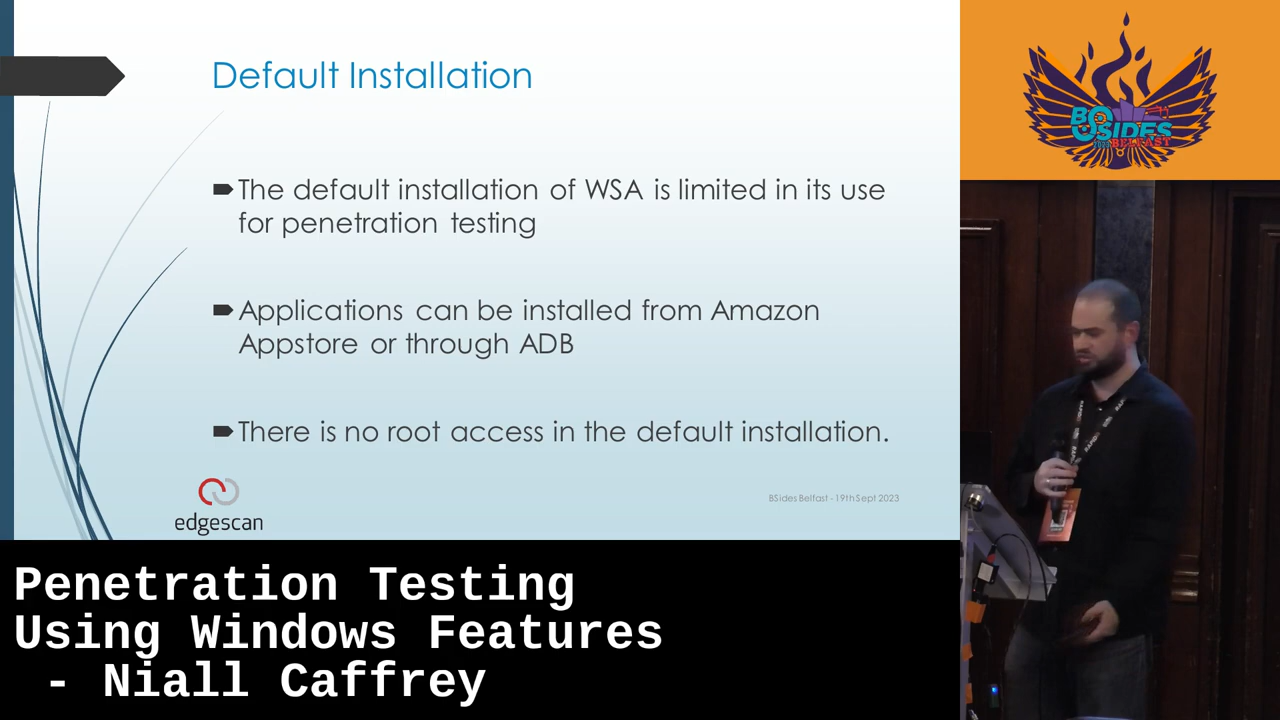 Default Installation
The default installation of WSA is limited in its use
for penetration testing
Applications can be installed from Amazon
Appstore or through ADB
There is no root access in the default installation.
edgescan
BSides Belfast - 19th Sept 2023
BSIDES
2023 BELFAST
Penetration Testing
Using Windows Features
- Niall Caffrey